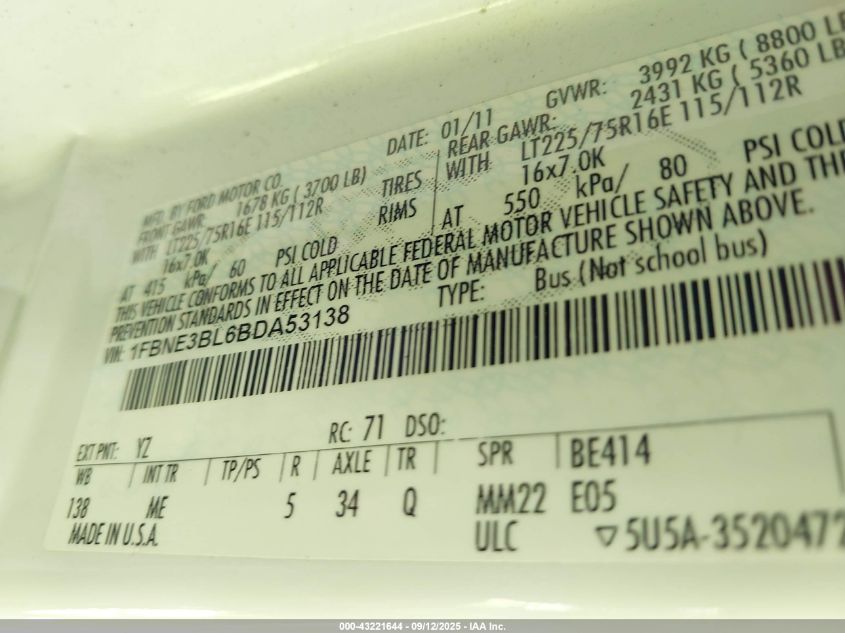 MFD. BY FORD MOTOR CO.
DATE: 01/11 GVWR: 3992 KG ( 8800 LB
FRONT GAWR: 1678 KG ( 3700 LB) REAR GAWR: 2431 KG ( 5360 LB
WITH LT225/75R16E 115/112R TIRES WITH LT225/75R16E 115/112R
16x7.0K RIMS 16x7.0K
AT 415 kPa/ 60 PSI COLD AT 550 kPa/ 80 PSI COLD
THIS VEHICLE CONFORMS TO ALL APPLICABLE FEDERAL MOTOR VEHICLE SAFETY AND THE
PREVENTION STANDARDS IN EFFECT ON THE DATE OF MANUFACTURE SHOWN ABOVE.
VIN: 1FBNE3BL6BDA53138 TYPE: Bus (Not school bus)
EXT PNT: YZ RC: 71 DSO:
WB INT TR TP/PS R AXLE TR SPR BE414
138 ME 5 34 Q MM22 E05
MADE IN U.S.A. ULC ▽5U5A-3520472
000-43221644 - 09/12/2025 - IAA Inc.